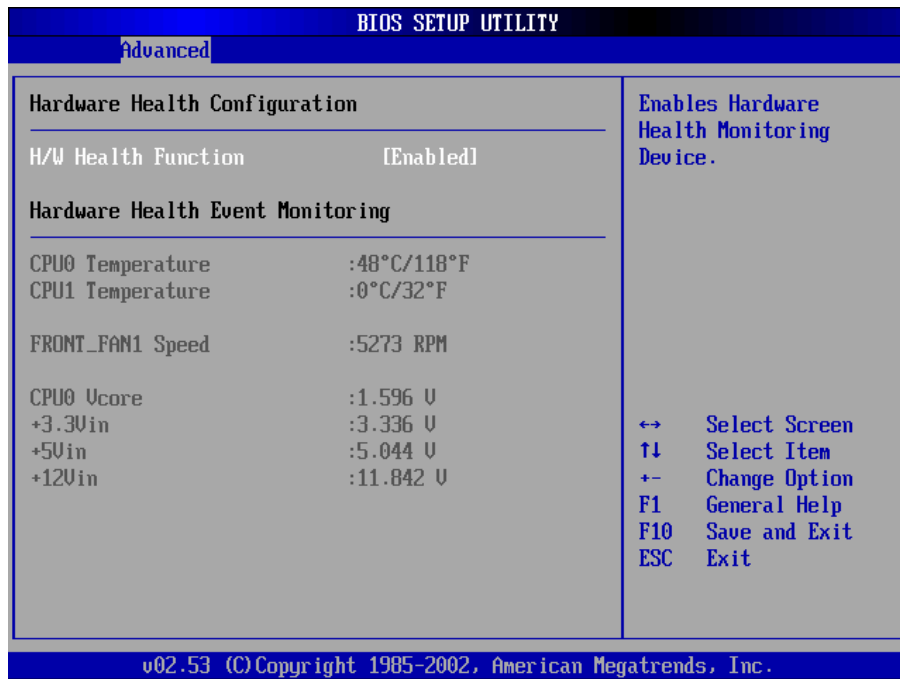 BIOS SETUP UTILITY
Advanced
Hardware Health Configuration
H/W Health Function [Enabled]
Hardware Health Event Monitoring
CPU0 Temperature :48°C/118°F
CPU1 Temperature :0°C/32°F
FRONT_FAN1 Speed :5273 RPM
CPU0 Vcore :1.596 V
+3.3Vin :3.336 V
+5Vin :5.044 V
+12Vin :11.842 V
Enables Hardware
Health Monitoring
Device.
↔ Select Screen
↑↓ Select Item
+- Change Option
F1 General Help
F10 Save and Exit
ESC Exit
v02.53 (C)Copyright 1985-2002, American Megatrends, Inc.